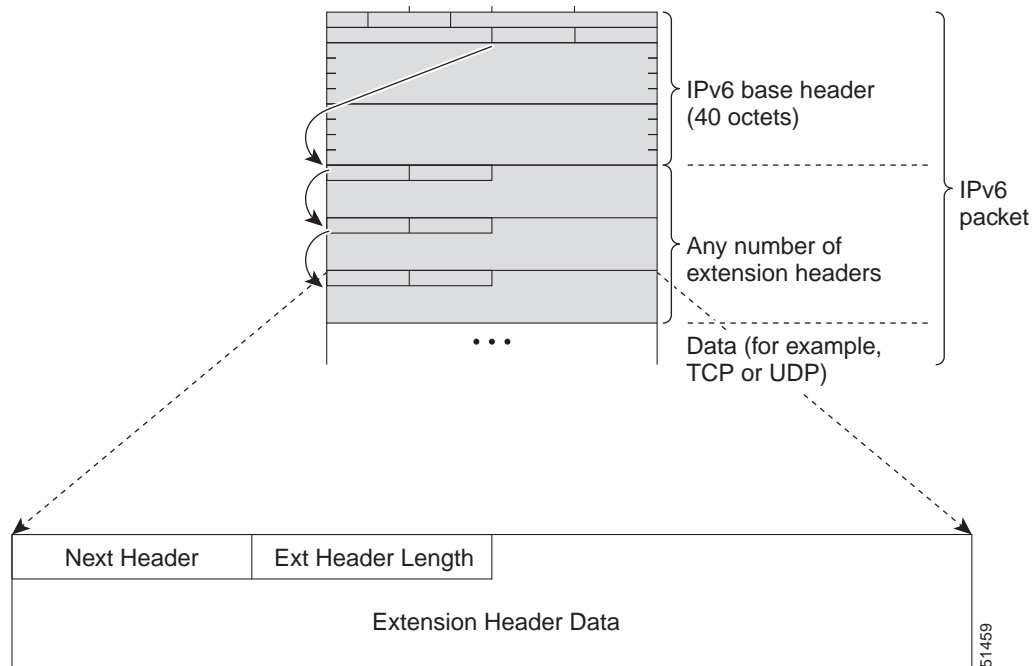 IPv6 base header
(40 octets)
IPv6
packet
Any number of
extension headers
Data (for example,
TCP or UDP)
Next Header
Ext Header Length
Extension Header Data
51459